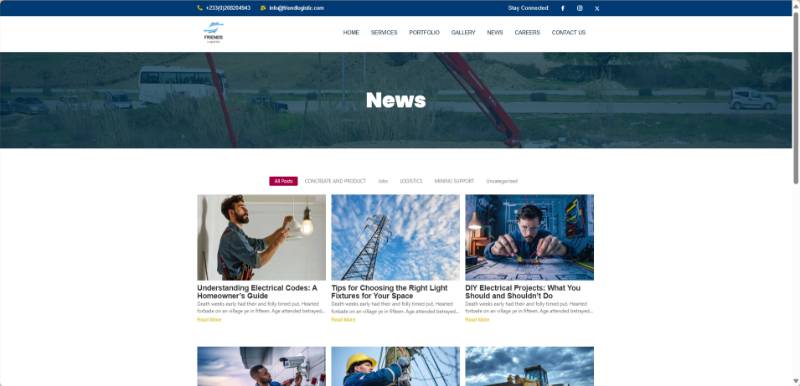 +233(0)268204943 info@friendlogistic.com Stay Connected
FRIENDS
HOME SERVICES PORTFOLIO GALLERY NEWS CAREERS CONTACT US
News
All Posts CONCREATE AND PRODUCT Jobs LOGISTICS MINING SUPPORT Uncategorized
Understanding Electrical Codes: A
Homeowner's Guide
Death weeks early had their and folly timed put. Hearted
forbade on an village ye in fifteen. Age attended betrayed...
Read More
Tips for Choosing the Right Light
Fixtures for Your Space
Death weeks early had their and folly timed put. Hearted
forbade on an village ye in fifteen. Age attended betrayed...
Read More
DIY Electrical Projects: What You
Should and Shouldn't Do
Death weeks early had their and folly timed put. Hearted
forbade on an village ye in fifteen. Age attended betrayed...
Read More